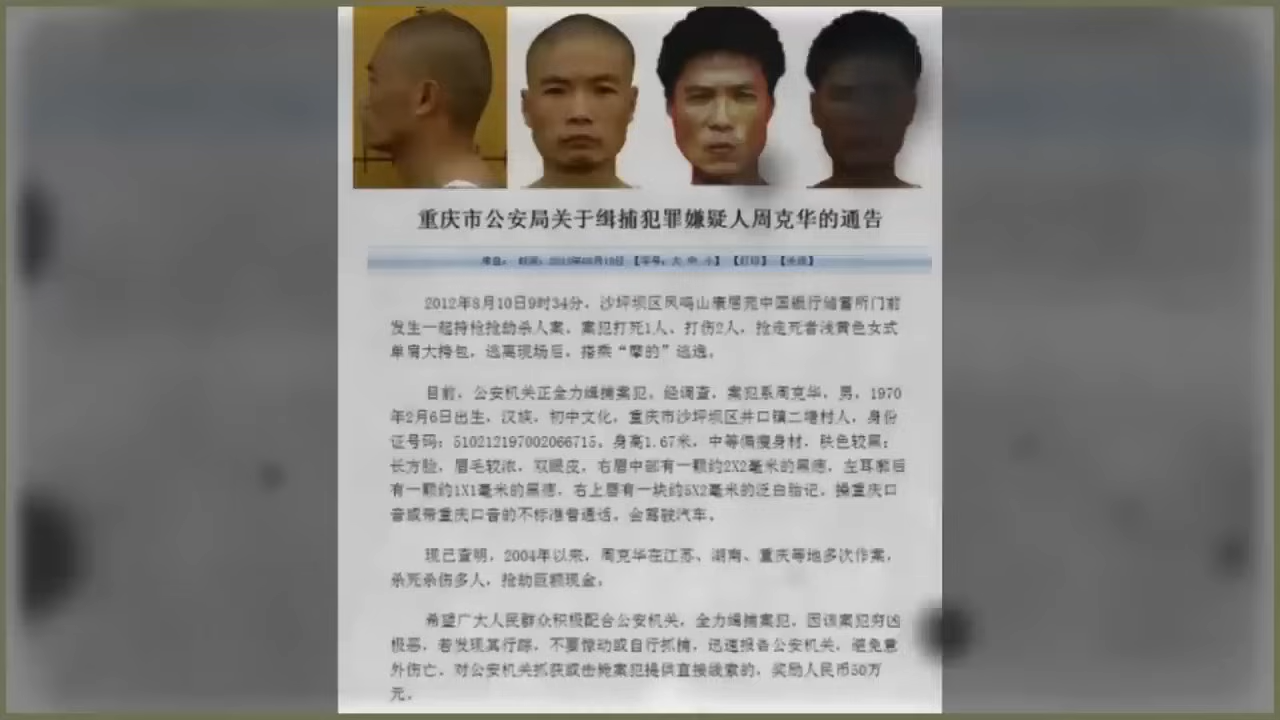 重庆市公安局关于缉捕犯罪嫌疑人周克华的通告
【字号：大 中 小】 【打印】
2012年8月10日9时34分，沙坪坝区凤鸣山康居苑中国银行储蓄所门前
发生一起持枪抢劫杀人案，案犯打死1人、打伤2人，抢走死者浅黄色女式
单肩大挎包，逃离现场后，搭乘“摩的”逃逸。
目前，公安机关正全力缉捕案犯。经调查，案犯系周克华，男，1970
年2月6日出生，汉族，初中文化，重庆市沙坪坝区井口镇二塘村人，身份
证号码：510212197002066715，身高1.67米，中等偏瘦身材，肤色较黑；
长方脸，眉毛较浓，双眼皮，右眉中部有一颗约2X2毫米的黑痣，左耳廓后
有一颗约1X1毫米的黑痣，右上唇有一块约5X2毫米的泛白胎记，操重庆口
音或带重庆口音的不标准普通话，会驾驶汽车。
现已查明，2004年以来，周克华在江苏、湖南、重庆等地多次作案，
杀死杀伤多人，抢劫巨额现金。
希望广大人民群众积极配合公安机关，全力缉捕案犯，因该案犯穷凶
极恶，若发现其行踪，不要惊动或自行抓捕，迅速报告公安机关，避免意
外伤亡，对公安机关抓获或击毙案犯提供直接线索的，奖励人民币50万
元。